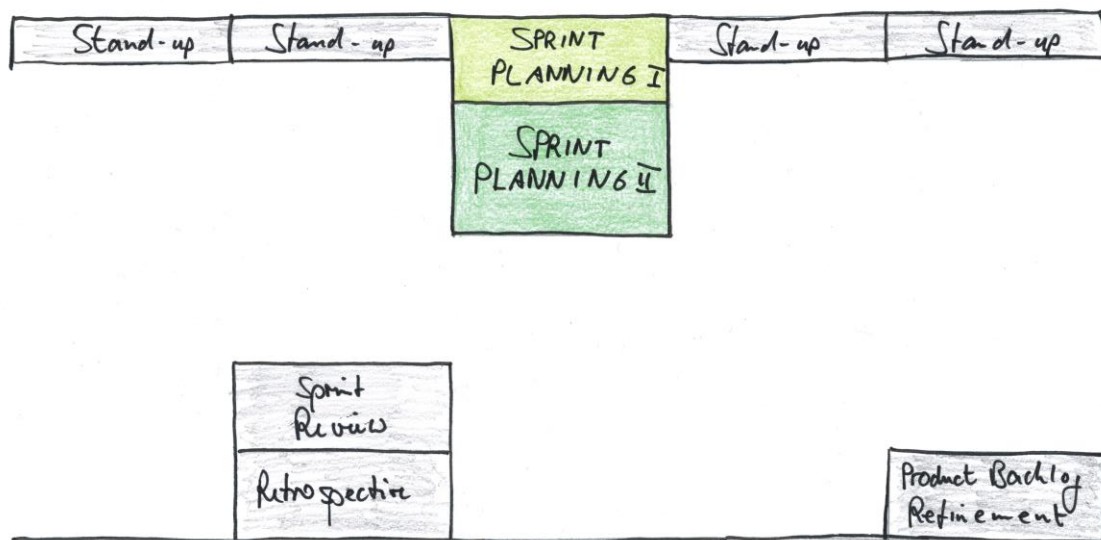 Stand-up
Stand-up
SPRINT
PLANNING I
Stand-up
Stand-up
SPRINT
PLANNING II
Sprint
Review
Retrospective
Product Backlog
Refinement